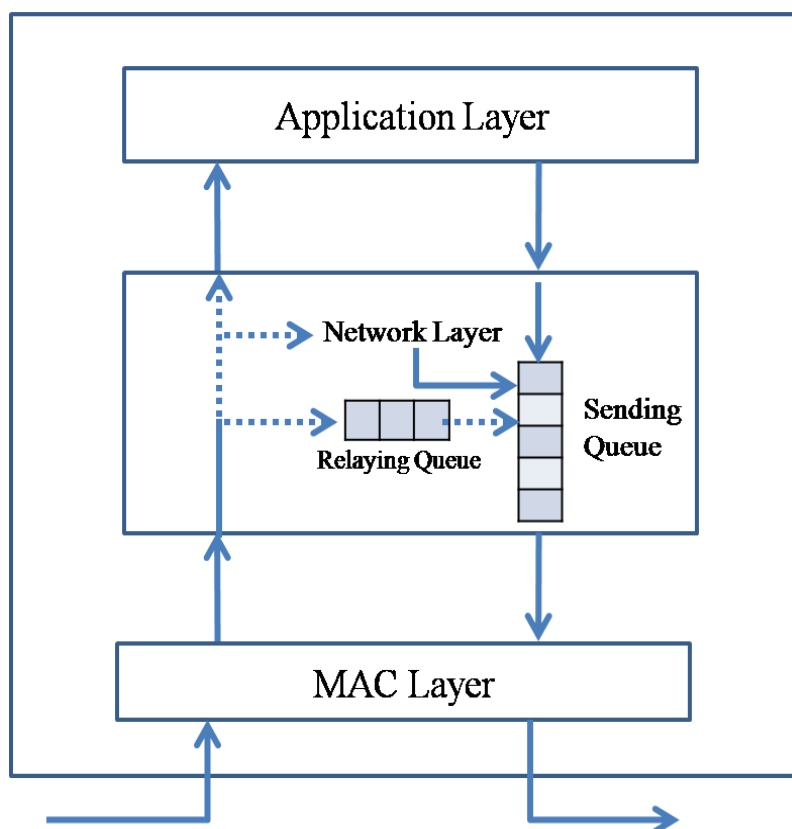 Application Layer
Network Layer
Sending
Queue
Relaying Queue
MAC Layer